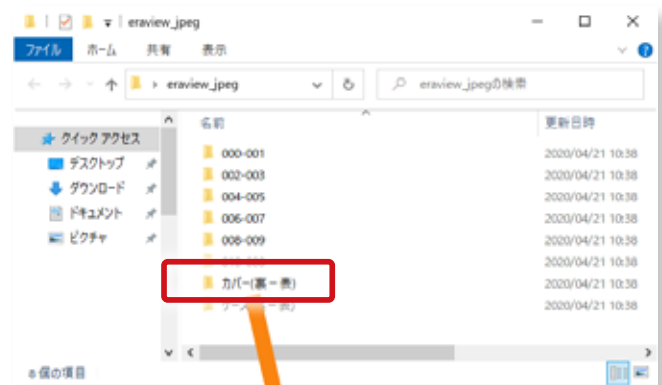 eraview_jpeg
ファイル ホーム 共有 表示
eraview_jpeg eraview_jpegの検索
名前 更新日時
クイック アクセス
デスクトップ
ダウンロード
ドキュメント
ピクチャ
000-001 2020/04/21 10:38
002-003 2020/04/21 10:38
004-005 2020/04/21 10:38
006-007 2020/04/21 10:38
008-009 2020/04/21 10:38
2020/04/21 10:38
カバー(裏－表) 2020/04/21 10:38
2020/04/21 10:38
8 個の項目